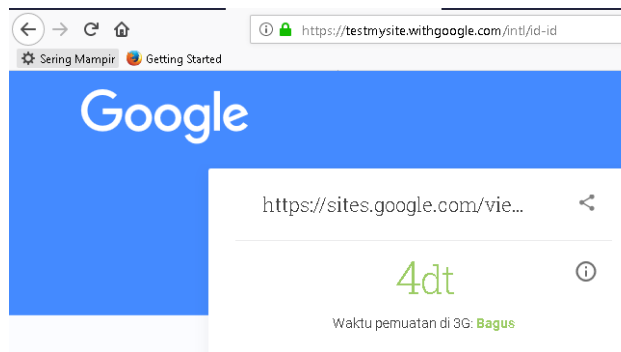 https://testmysite.withgoogle.com/intl/id-id
Sering Mampir Getting Started
Google
https://sites.google.com/vie...
4dt
Waktu pemuatan di 3G: Bagus